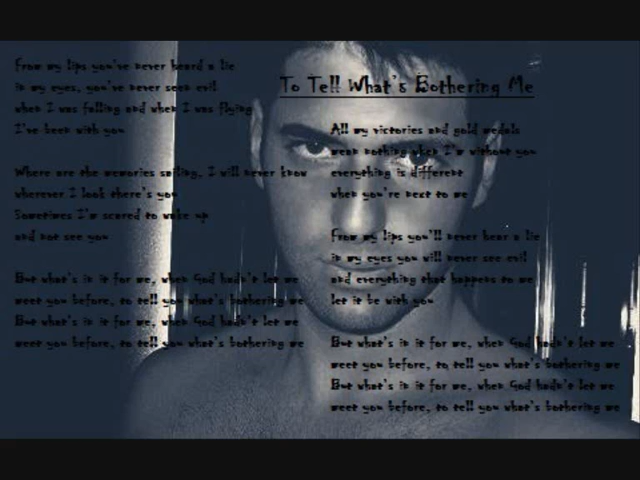 To Tell What's Bothering Me
From my lips you've never heard a lie
in my eyes, you've never seen evil
when I was falling and when I was flying
I've been with you
Where are the memories sailing, I will never know
wherever I look there's you
Sometimes I'm scared to wake up
and not see you
But what's in it for me, when God hadn't let me
meet you before, to tell you what's bothering me
But what's in it for me, when God hadn't let me
meet you before, to tell you what's bothering me
All my victories and gold medals
mean nothing when I'm without you
everything is different
when you're next to me
From my lips you'll never hear a lie
in my eyes you will never see evil
and everything that happens to me
let it be with you
But what's in it for me, when God hadn't let me
meet you before, to tell you what's bothering me
But what's in it for me, when God hadn't let me
meet you before, to tell you what's bothering me